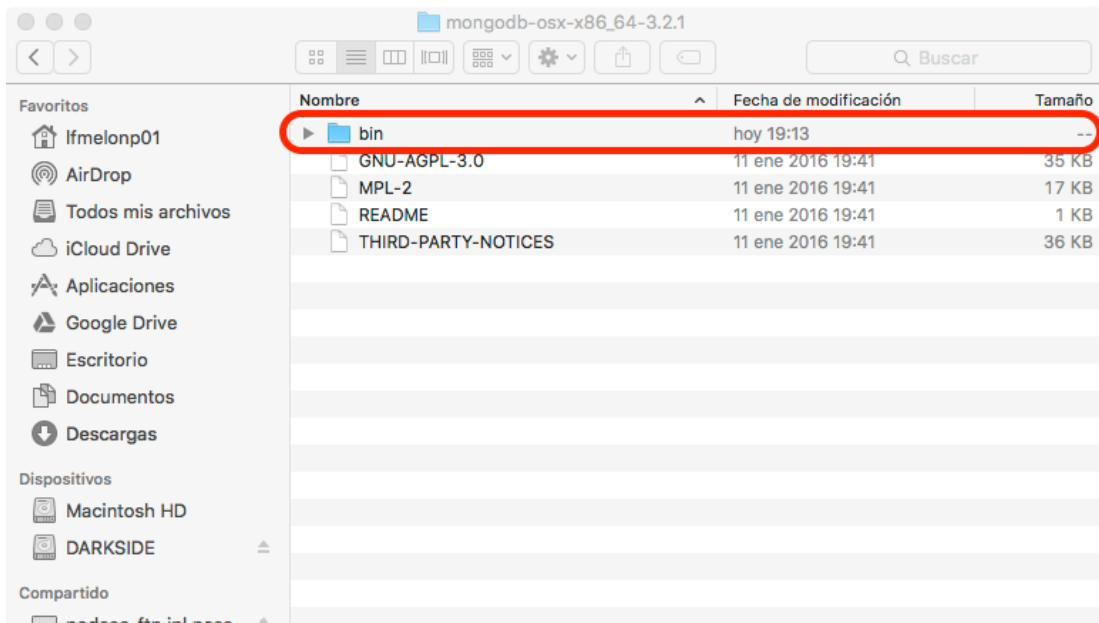 mongodb-osx-x86_64-3.2.1
Buscar
Favoritos
lfmelonp01
AirDrop
Todos mis archivos
iCloud Drive
Aplicaciones
Google Drive
Escritorio
Documentos
Descargas
Dispositivos
Macintosh HD
DARKSIDE
Compartido
Nombre Fecha de modificación Tamaño
bin hoy 19:13 --
GNU-AGPL-3.0 11 ene 2016 19:41 35 KB
MPL-2 11 ene 2016 19:41 17 KB
README 11 ene 2016 19:41 1 KB
THIRD-PARTY-NOTICES 11 ene 2016 19:41 36 KB